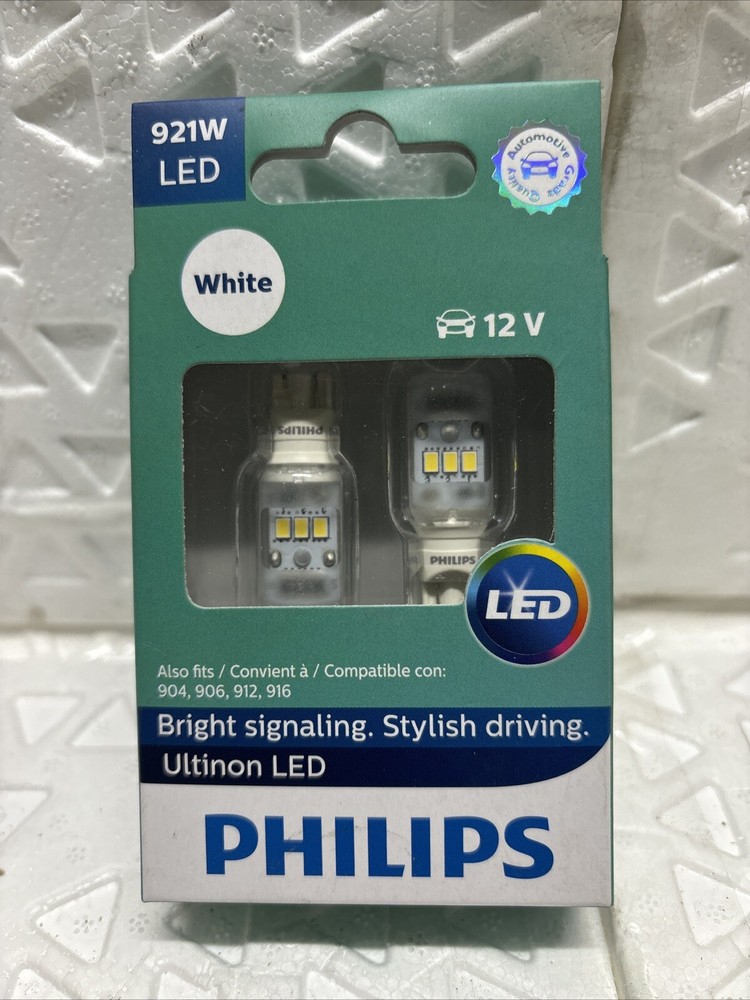 921W
LED
Automotive Grade Quality
White
12 V
PHILIPS
PHILIPS
LED
Also fits / Convient à / Compatible con:
904, 906, 912, 916
Bright signaling. Stylish driving.
Ultinon LED
PHILIPS